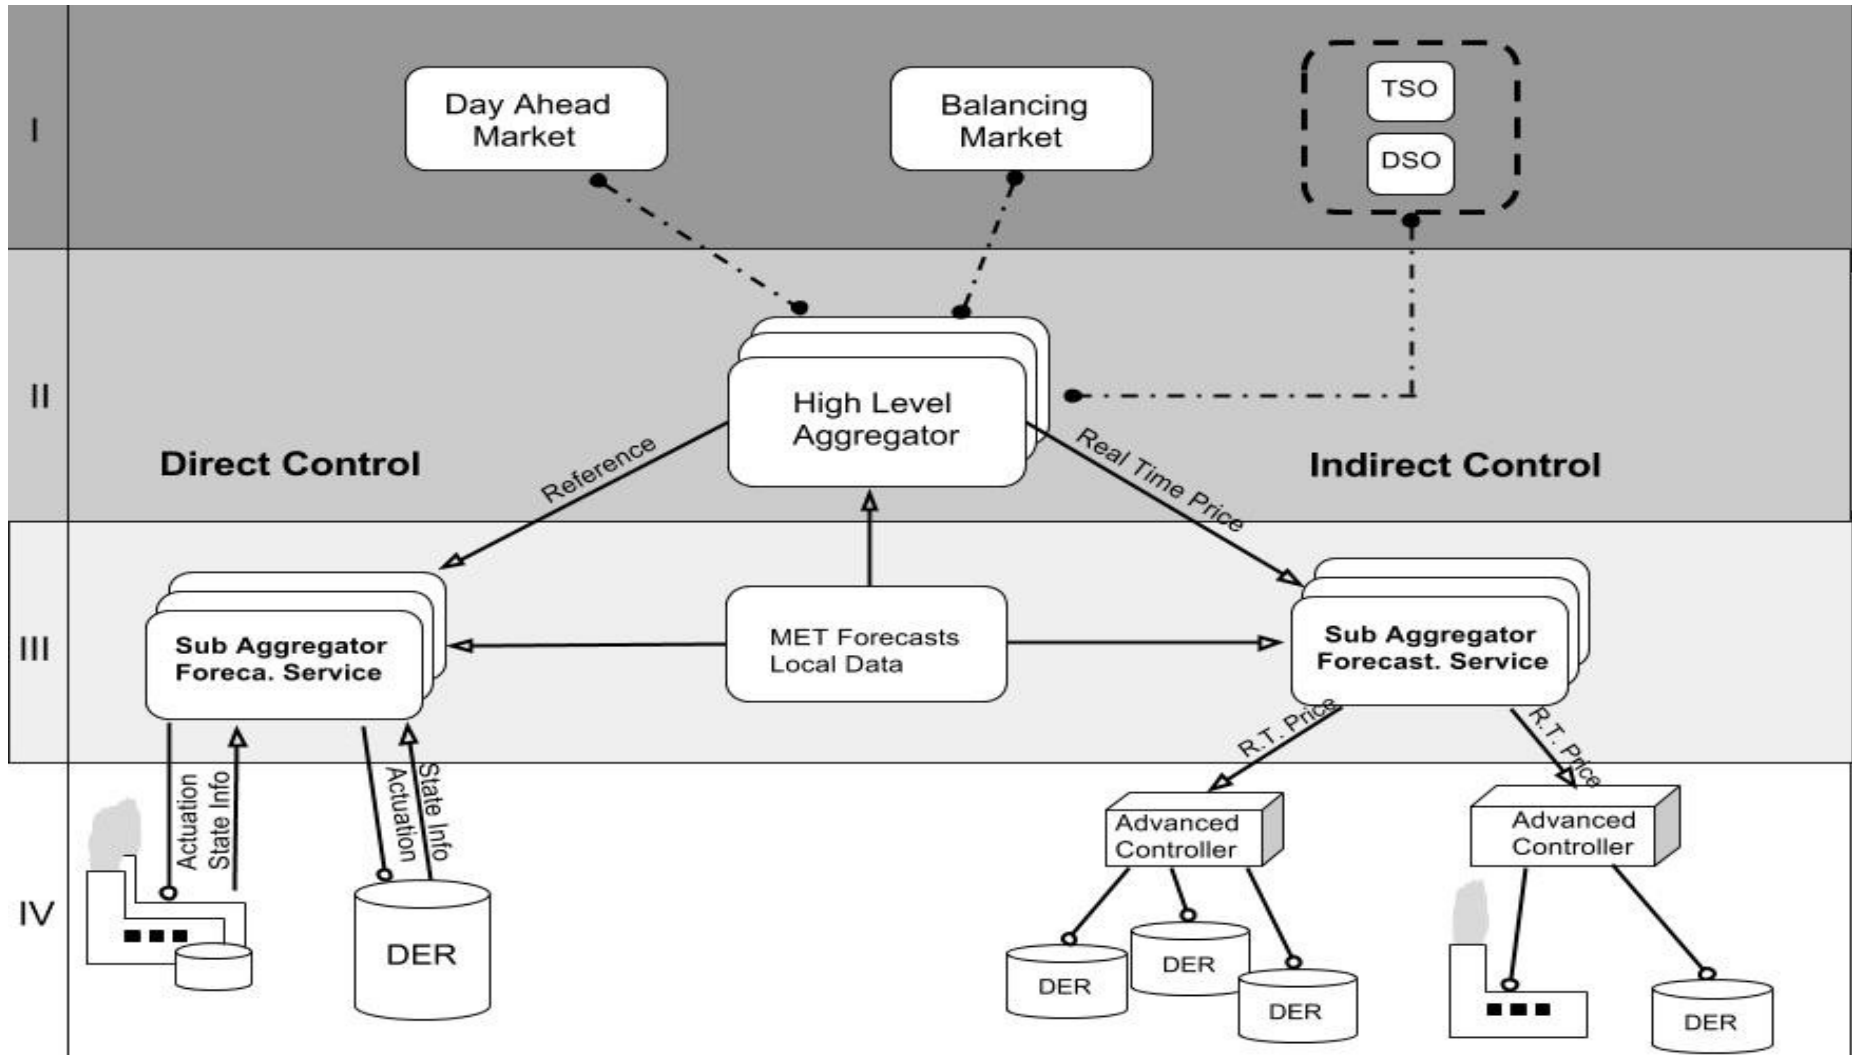 I
Day Ahead
Market
Balancing
Market
TSO
DSO
II
High Level
Aggregator
Direct Control
Reference
Real Time Price
Indirect Control
III
Sub Aggregator
Foreca. Service
MET Forecasts
Local Data
Sub Aggregator
Forecast. Service
R.T. Price
R.T. Price
IV
Actuation
State Info
Actuation
State Info
DER
Advanced
Controller
Advanced
Controller
DER
DER
DER
DER